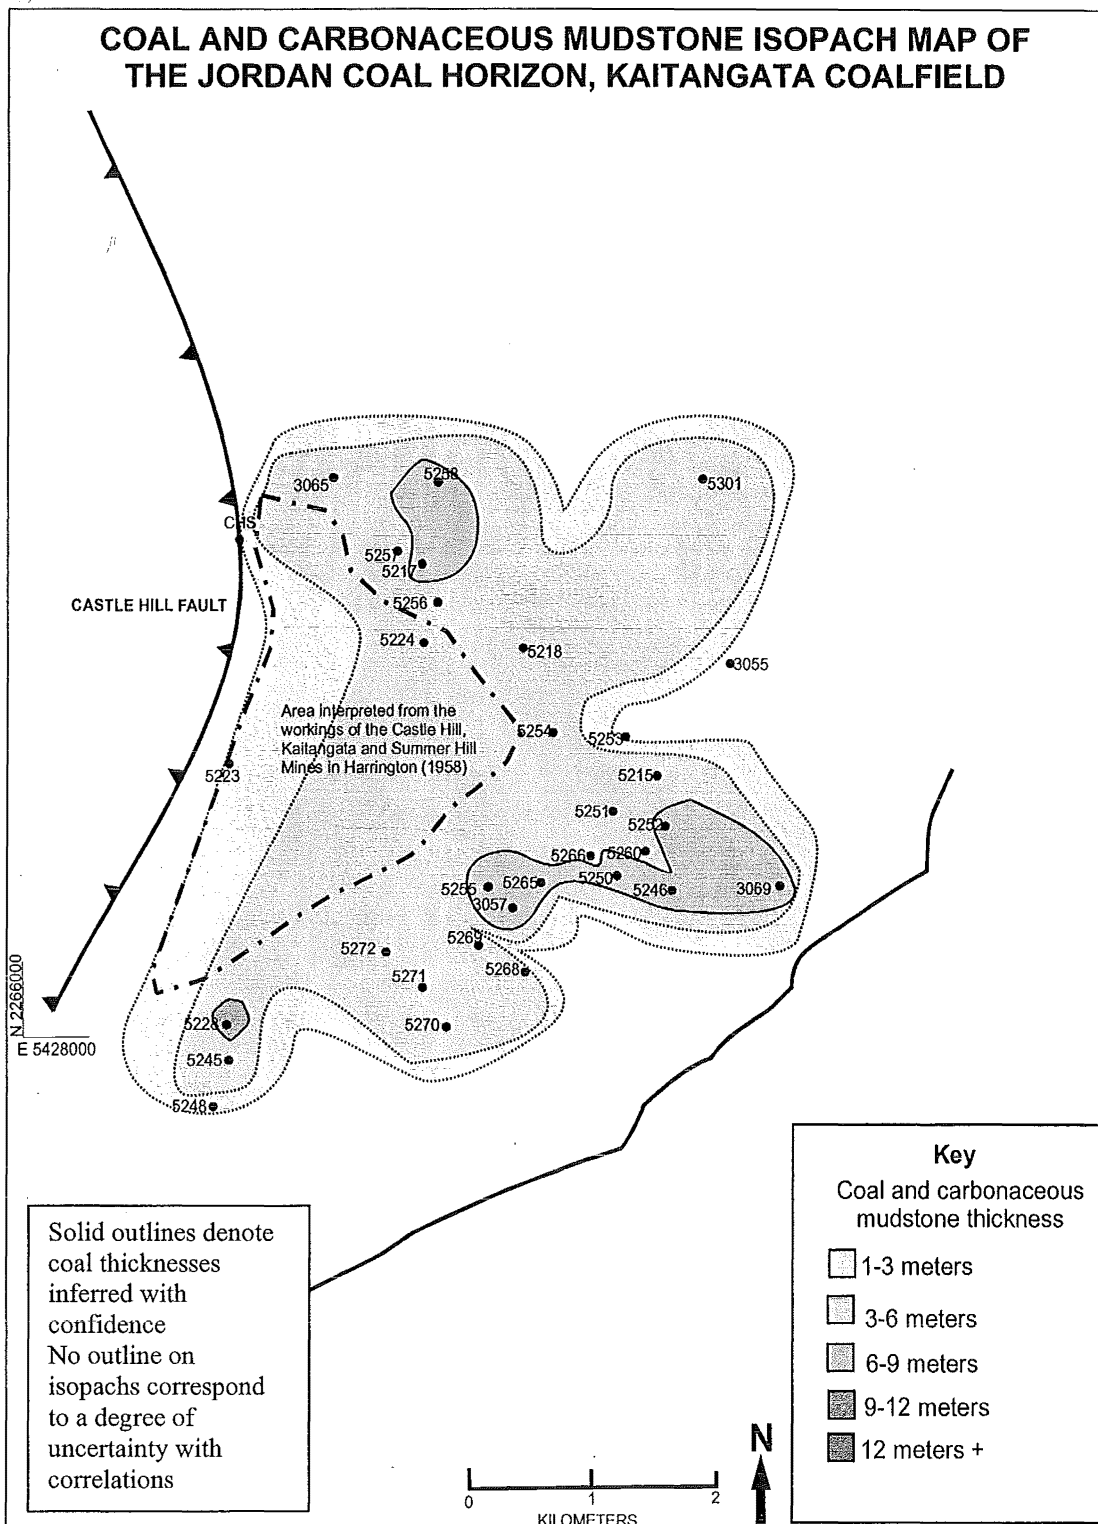 COAL AND CARBONACEOUS MUDSTONE ISOPACH MAP OF
THE JORDAN COAL HORIZON, KAITANGATA COALFIELD
3065
5258
5301
CHS
5257
5217
5256
CASTLE HILL FAULT
5224
5218
3055
Area interpreted from the
workings of the Castle Hill,
Kaitangata and Summer Hill
Mines in Harrington (1958)
5254
5253
5223
5215
5251
5252
5266
5260
5255
5265
5250
5246
3069
3057
5269
5272
5268
5271
N 2266000
5228
5270
E 5428000
5245
5248
Solid outlines denote
coal thicknesses
inferred with
confidence
No outline on
isopachs correspond
to a degree of
uncertainty with
correlations
Key
Coal and carbonaceous
mudstone thickness
1-3 meters
3-6 meters
6-9 meters
9-12 meters
12 meters +
N
0
1
2
KILOMETERS